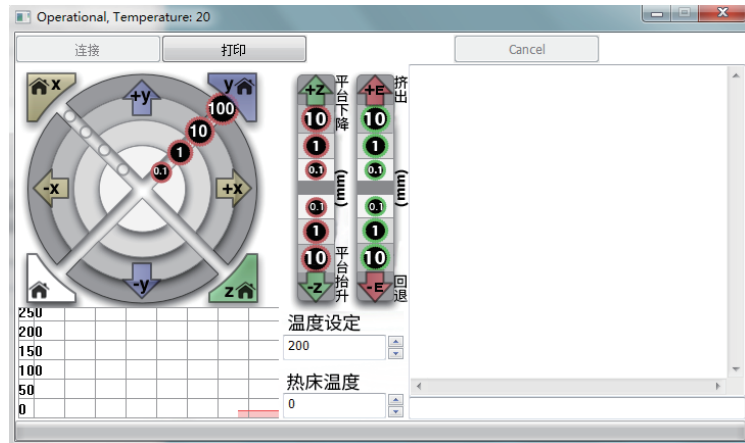 Operational, Temperature: 20
连接 打印 Cancel
x +y y
100
10
1
0.1
-x +x
-y z
+Z 平台下降 +E 挤出
10 10
1 1
0.1 0.1
(mm) (mm)
0.1 0.1
1 1
10 10
-Z 平台抬升 -E 回退
250
200
150
100
50
0
温度设定
200
热床温度
0